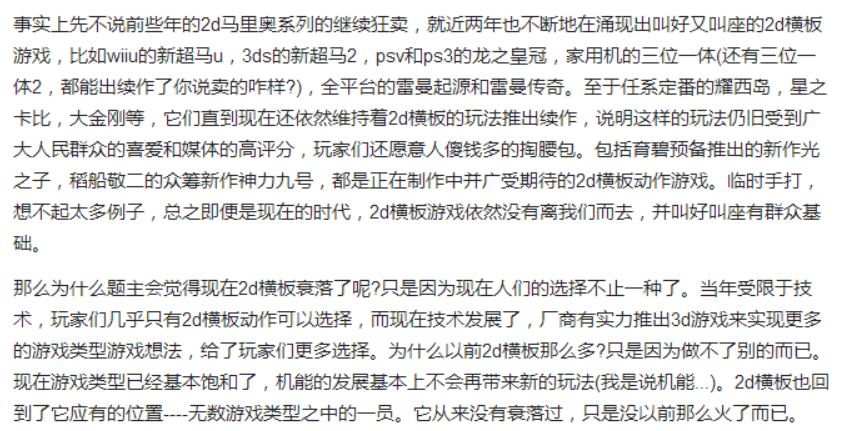 事实上先不说前些年的2d马里奥系列的继续狂卖，就近两年也不断地在涌现出叫好又叫座的2d横板
游戏，比如wiiu的新超马u，3ds的新超马2，psv和ps3的龙之皇冠，家用机的三位一体(还有三位一
体2，都能出续作了你说卖的咋样?)，全平台的雷曼起源和雷曼传奇。至于任系定番的耀西岛，星之
卡比，大金刚等，它们直到现在还依然维持着2d横板的玩法推出续作，说明这样的玩法仍旧受到广
大人民群众的喜爱和媒体的高评分，玩家们还愿意人傻钱多的掏腰包。包括育碧预备推出的新作光
之子，稻船敬二的众筹新作神力九号，都是正在制作中并广受期待的2d横板动作游戏。临时手打，
想不起太多例子，总之即便是现在的时代，2d横板游戏依然没有离我们而去，并叫好叫座有群众基
础。
那么为什么题主会觉得现在2d横板衰落了呢?只是因为现在人们的选择不止一种了。当年受限于技
术，玩家们几乎只有2d横板动作可以选择，而现在技术发展了，厂商有实力推出3d游戏来实现更多
的游戏类型游戏想法，给了玩家们更多选择。为什么以前2d横板那么多?只是因为做不了别的而已。
现在游戏类型已经基本饱和了，机能的发展基本上不会再带来新的玩法(我是说机能...)。2d横板也回
到了它应有的位置----无数游戏类型之中的一员。它从来没有衰落过，只是没以前那么火了而已。